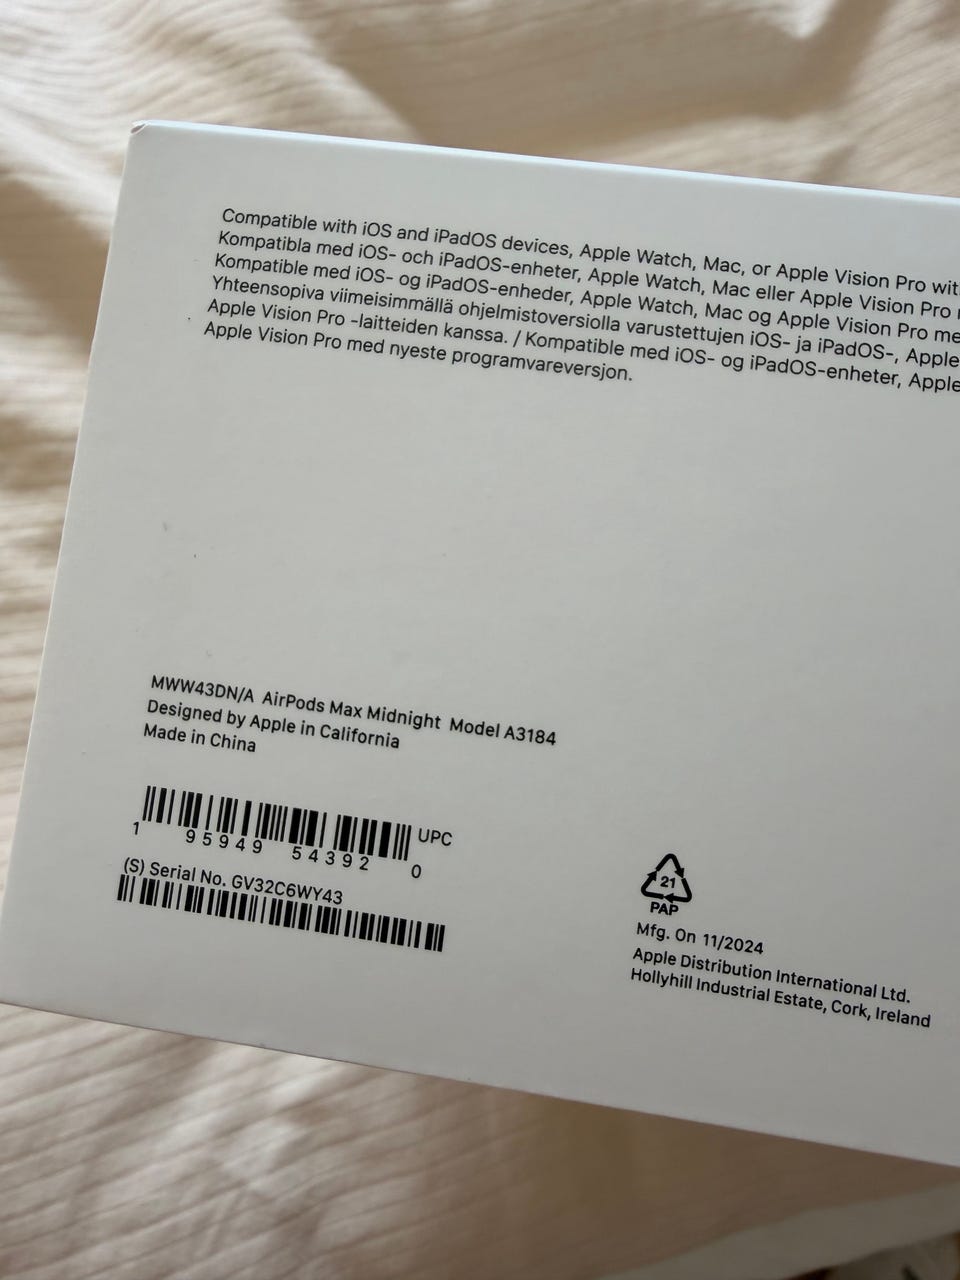 Compatible with iOS and iPadOS devices, Apple Watch, Mac, or Apple Vision Pro
Kompatibla med iOS- och iPadOS-enheter, Apple Watch, Mac eller Apple Vision Pro
Kompatible med iOS- og iPadOS-enheder, Apple Watch, Mac og Apple Vision Pro
Yhteensopiva viimeisimmällä ohjelmistoversiolla varustettujen iOS- ja iPadOS-, Apple
Apple Vision Pro -laitteiden kanssa. / Kompatible med iOS- og iPadOS-enheter, Apple
Apple Vision Pro med nyeste programvareversjon.
MWW43DN/A AirPods Max Midnight Model A3184
Designed by Apple in California
Made in China
UPC
1 95949 54392 0
(S) Serial No. GV32C6WY43
21
PAP
Mfg. On 11/2024
Apple Distribution International Ltd.
Hollyhill Industrial Estate, Cork, Ireland